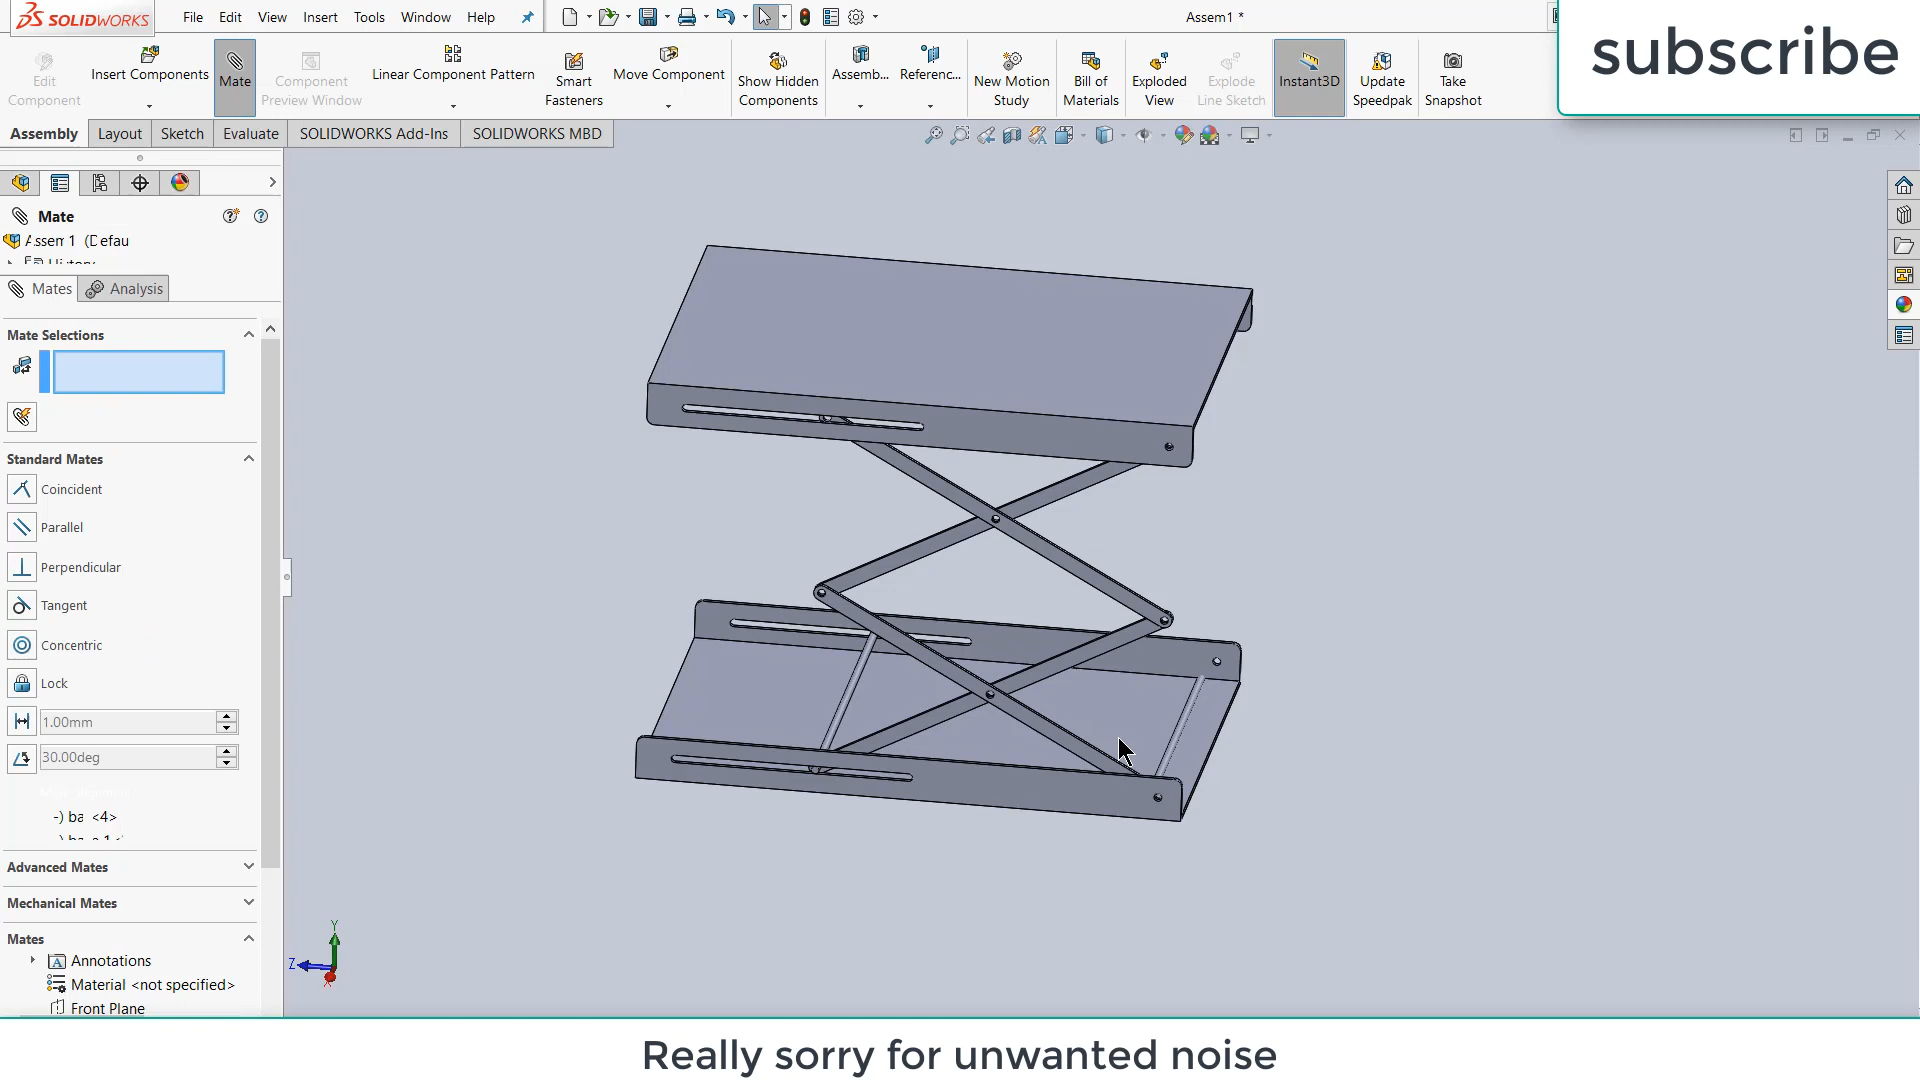 SOLIDWORKS
File Edit View Insert Tools Window Help
Assem1 *
subscribe
Edit Component
Insert Components
Mate
Component Preview Window
Linear Component Pattern
Smart Fasteners
Move Component
Show Hidden Components
Assemb...
Referenc...
New Motion Study
Bill of Materials
Exploded View
Explode Line Sketch
Instant3D
Update Speedpak
Take Snapshot
Assembly Layout Sketch Evaluate SOLIDWORKS Add-Ins SOLIDWORKS MBD
Mate
Mates Analysis
Mate Selections
Standard Mates
Coincident
Parallel
Perpendicular
Tangent
Concentric
Lock
1.00mm
30.00deg
-) ba <4>
Advanced Mates
Mechanical Mates
Mates
Annotations
Material <not specified>
Front Plane
Y
Z
X
Really sorry for unwanted noise